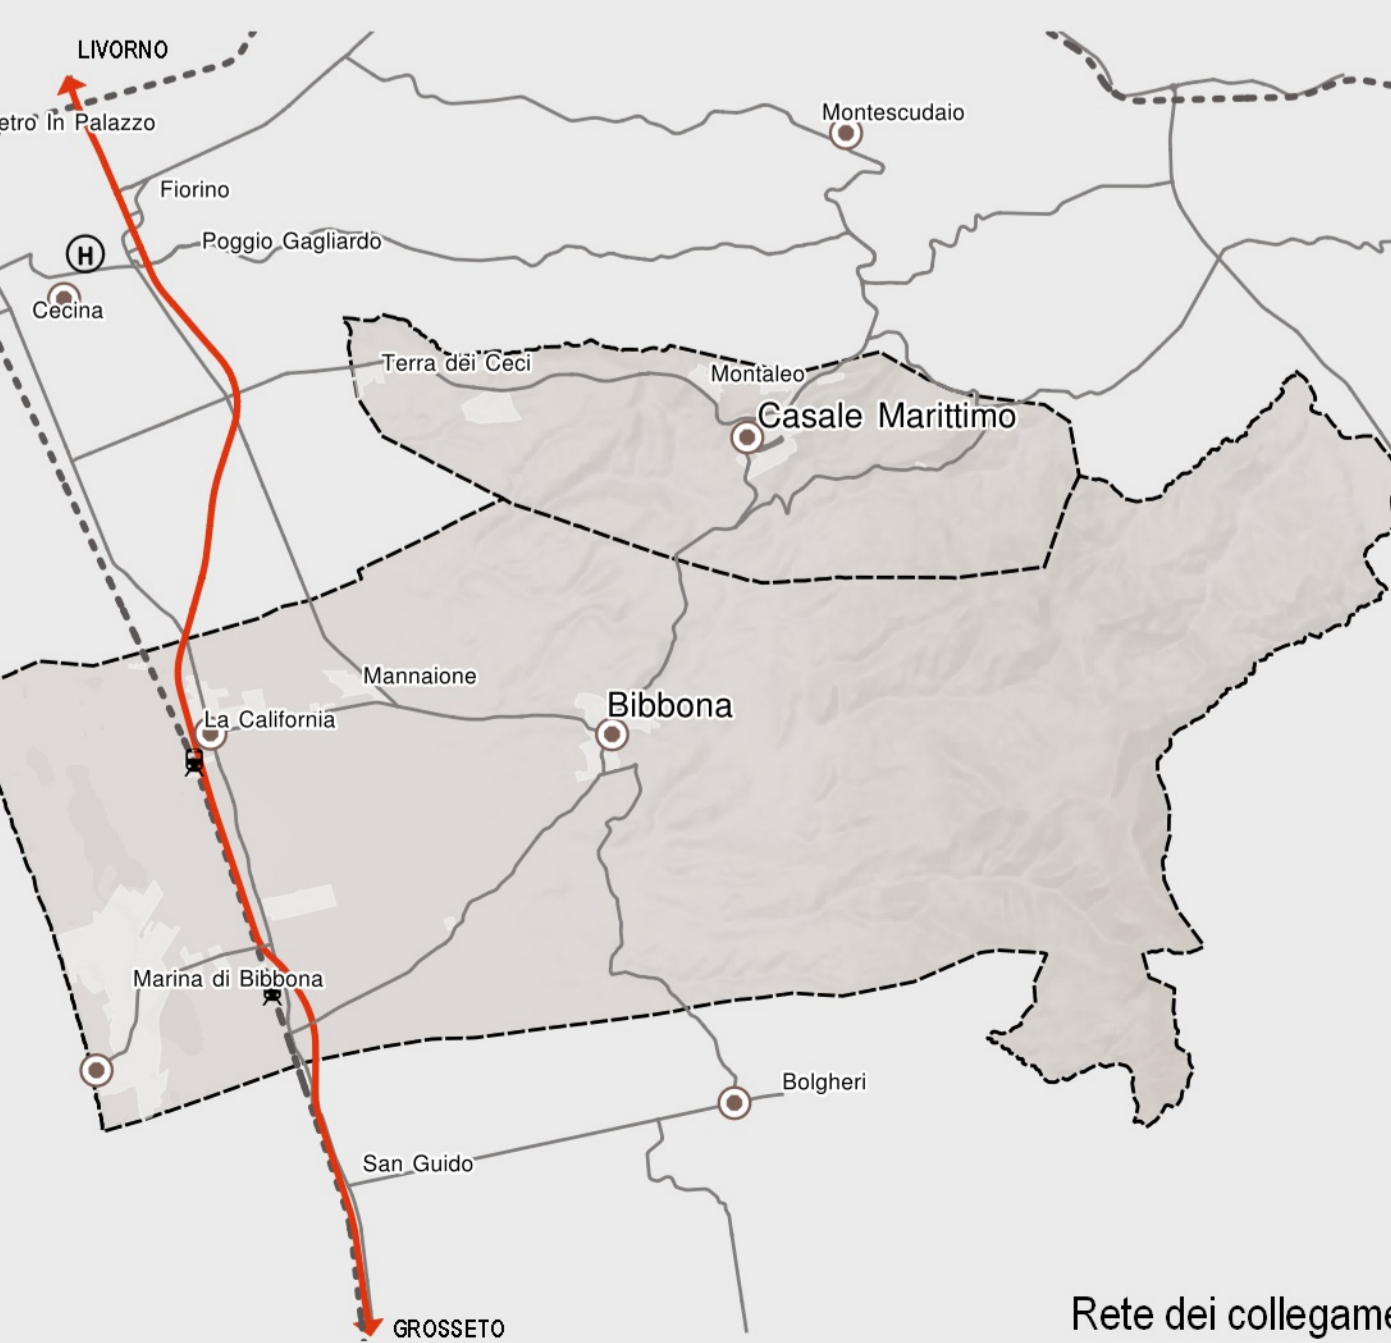 LIVORNO
etro In Palazzo
Montescudaio
Fiorino
Poggio Gagliardo
H
Cecina
Terra dei Ceci
Montaleo
Casale Marittimo
Mannaione
Bibbona
La California
Marina di Bibbona
Bolgheri
San Guido
Rete dei collegame
GROSSETO